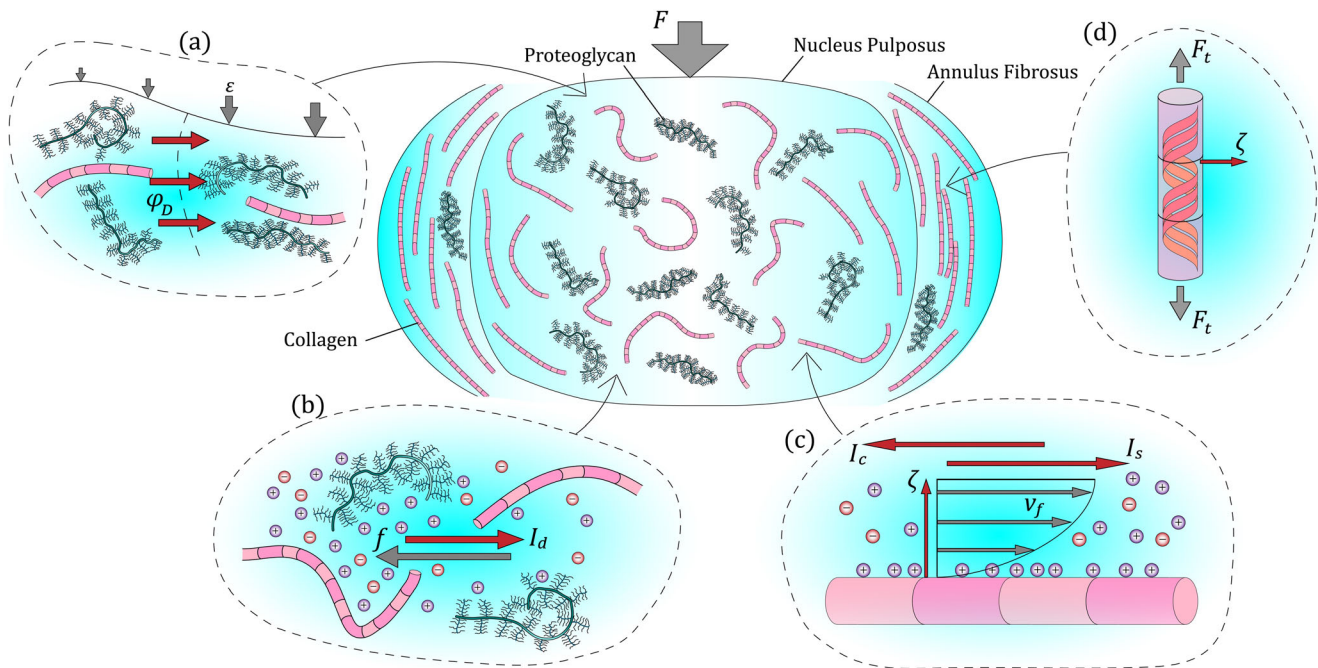 F
(a)
(d)
Proteoglycan
Nucleus Pulposus
Annulus Fibrosus
F_t
ε
ζ
φ_D
F_t
Collagen
(b)
(c)
I_c
I_s
ζ
v_f
f
I_d